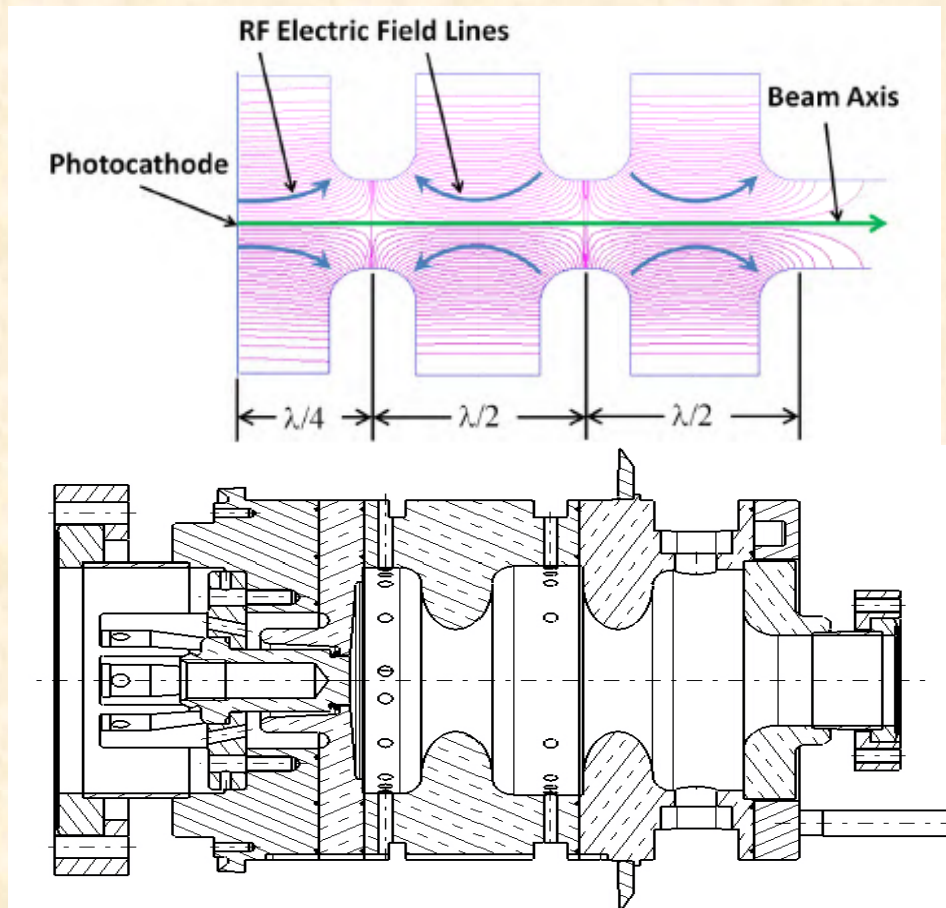 RF Electric Field Lines
Beam Axis
Photocathode
λ/4
λ/2
λ/2